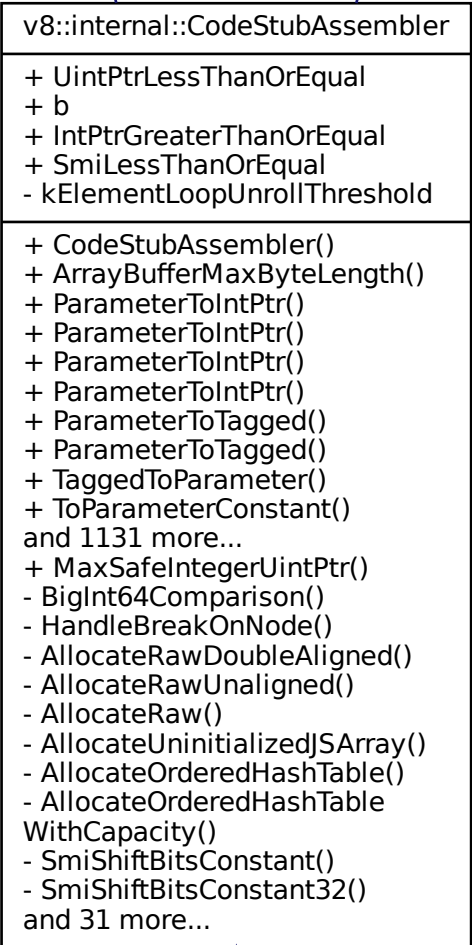 v8::internal::CodeStubAssembler
+ UintPtrLessThanOrEqual
+ b
+ IntPtrGreaterThanOrEqual
+ SmiLessThanOrEqual
- kElementLoopUnrollThreshold
+ CodeStubAssembler()
+ ArrayBufferMaxByteLength()
+ ParameterToIntPtr()
+ ParameterToIntPtr()
+ ParameterToIntPtr()
+ ParameterToIntPtr()
+ ParameterToTagged()
+ ParameterToTagged()
+ TaggedToParameter()
+ ToParameterConstant()
and 1131 more...
+ MaxSafeIntegerUintPtr()
- BigInt64Comparison()
- HandleBreakOnNode()
- AllocateRawDoubleAligned()
- AllocateRawUnaligned()
- AllocateRaw()
- AllocateUninitializedJSArray()
- AllocateOrderedHashTable()
- AllocateOrderedHashTable
WithCapacity()
- SmiShiftBitsConstant()
- SmiShiftBitsConstant32()
and 31 more...